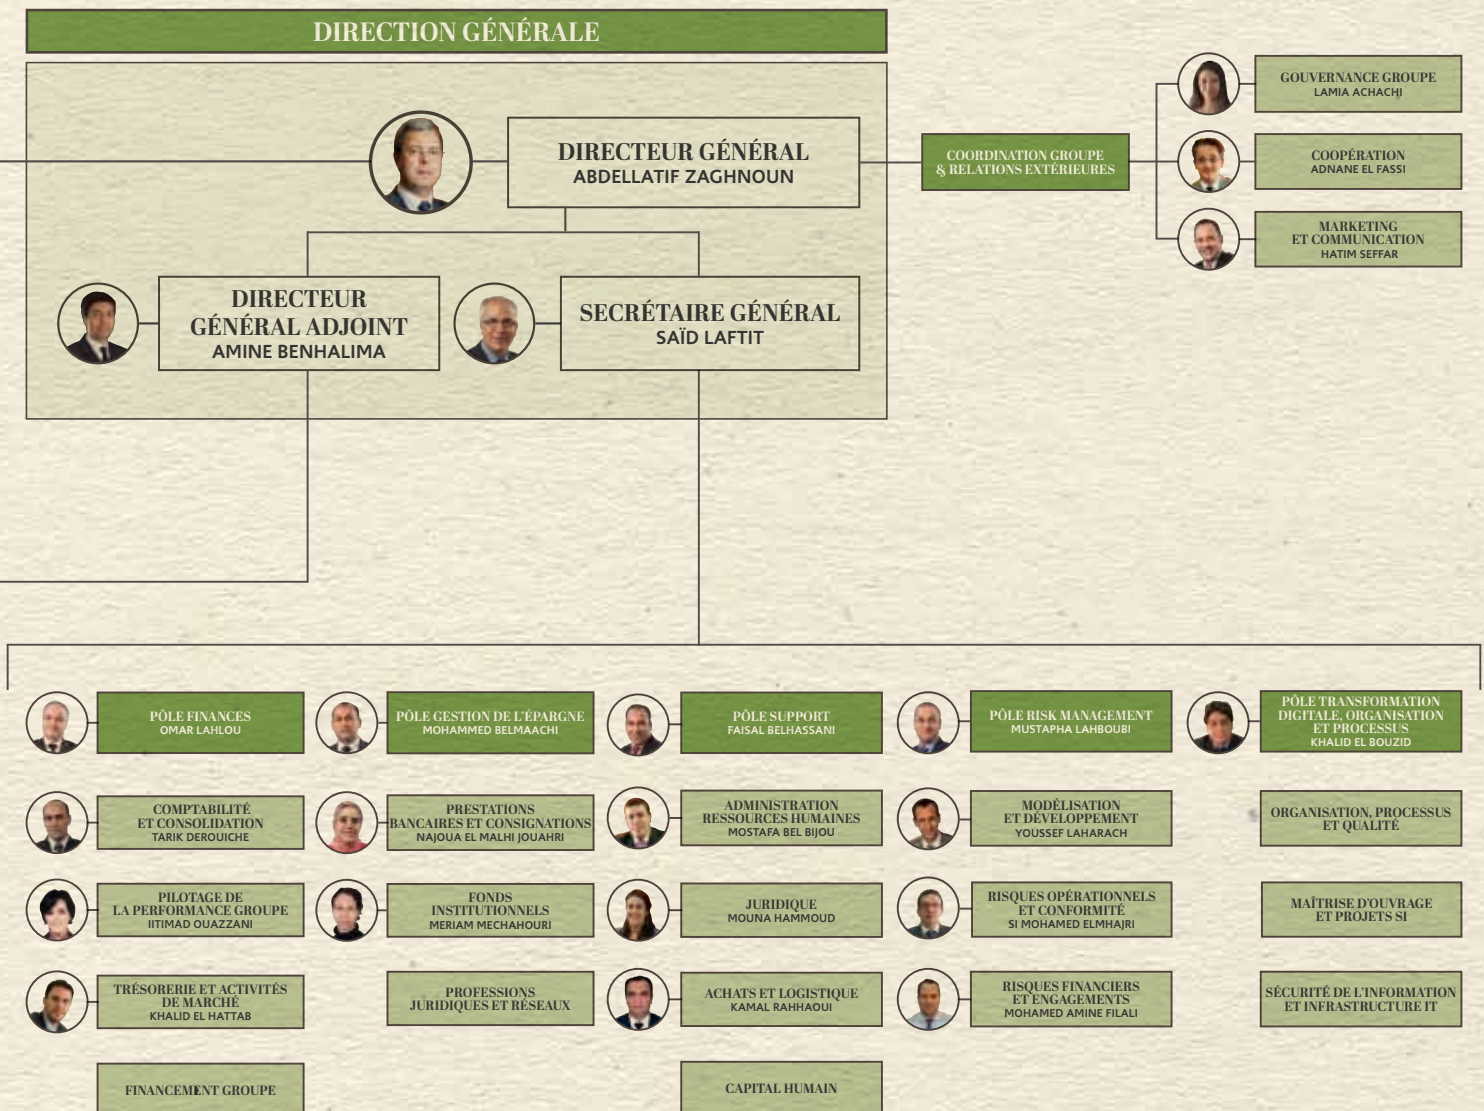 DIRECTION GÉNÉRALE
DIRECTEUR GÉNÉRAL
ABDELLATIF ZAGHNOUN
DIRECTEUR
GÉNÉRAL ADJOINT
AMINE BENHALIMA
SECRÉTAIRE GÉNÉRAL
SAÏD LAFTIT
COORDINATION GROUPE
& RELATIONS EXTÉRIEURES
GOUVERNANCE GROUPE
LAMIA ACHACHI
COOPÉRATION
ADNANE EL FASSI
MARKETING
ET COMMUNICATION
HATIM SEFFAR
PÔLE FINANCES
OMAR LAHLOU
COMPTABILITÉ
ET CONSOLIDATION
TARIK DEROUICHE
PILOTAGE DE
LA PERFORMANCE GROUPE
IITIMAD OUAZZANI
TRÉSORERIE ET ACTIVITÉS
DE MARCHÉ
KHALID EL HATTAB
FINANCEMENT GROUPE
PÔLE GESTION DE L'ÉPARGNE
MOHAMMED BELMAACHI
PRESTATIONS
BANCAIRES ET CONSIGNATIONS
NAJOUA EL MALHI JOUAHRI
FONDS
INSTITUTIONNELS
MERIAM MECHAHOURI
PROFESSIONS
JURIDIQUES ET RÉSEAUX
PÔLE SUPPORT
FAISAL BELHASSANI
ADMINISTRATION
RESSOURCES HUMAINES
MOSTAFA BEL BIJOU
JURIDIQUE
MOUNA HAMMOUD
ACHATS ET LOGISTIQUE
KAMAL RAHHAOUI
CAPITAL HUMAIN
PÔLE RISK MANAGEMENT
MUSTAPHA LAHBOUBI
MODÉLISATION
ET DÉVELOPPEMENT
YOUSSEF LAHARACH
RISQUES OPÉRATIONNELS
ET CONFORMITÉ
SI MOHAMED ELMHAJRI
RISQUES FINANCIERS
ET ENGAGEMENTS
MOHAMED AMINE FILALI
PÔLE TRANSFORMATION
DIGITALE, ORGANISATION
ET PROCESSUS
KHALID EL BOUZID
ORGANISATION, PROCESSUS
ET QUALITÉ
MAÎTRISE D'OUVRAGE
ET PROJETS SI
SÉCURITÉ DE L'INFORMATION
ET INFRASTRUCTURE IT